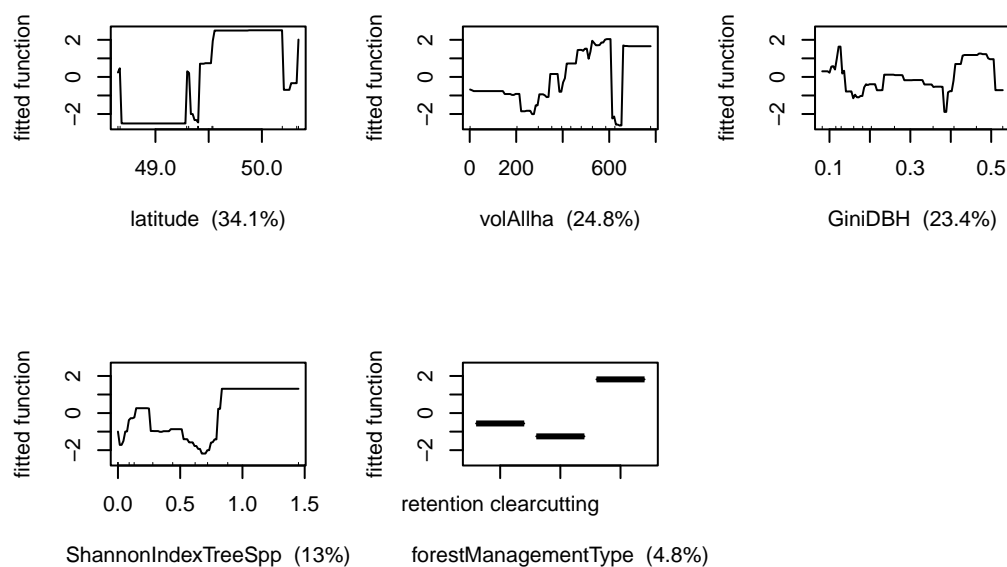 fitted function
2
0
−2
49.0 50.0
latitude (34.1%)
fitted function
2
0
−2
0 200 600
volAllha (24.8%)
fitted function
2
0
−2
0.1 0.3 0.5
GiniDBH (23.4%)
fitted function
2
0
−2
0.0 0.5 1.0 1.5
ShannonIndexTreeSpp (13%)
fitted function
2
0
−2
retention clearcutting
forestManagementType (4.8%)